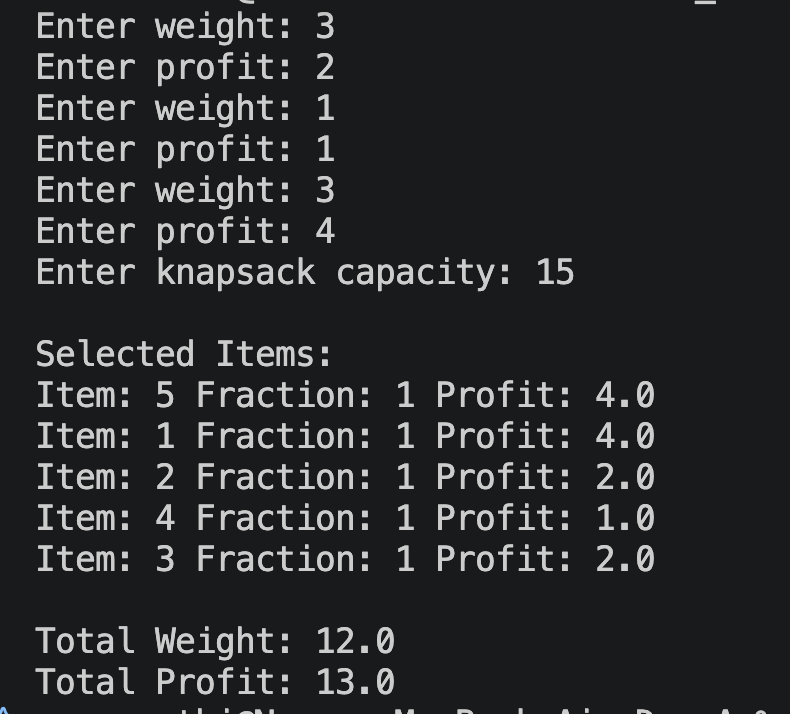 Enter weight: 3
Enter profit: 2
Enter weight: 1
Enter profit: 1
Enter weight: 3
Enter profit: 4
Enter knapsack capacity: 15
Selected Items:
Item: 5 Fraction: 1 Profit: 4.0
Item: 1 Fraction: 1 Profit: 4.0
Item: 2 Fraction: 1 Profit: 2.0
Item: 4 Fraction: 1 Profit: 1.0
Item: 3 Fraction: 1 Profit: 2.0
Total Weight: 12.0
Total Profit: 13.0